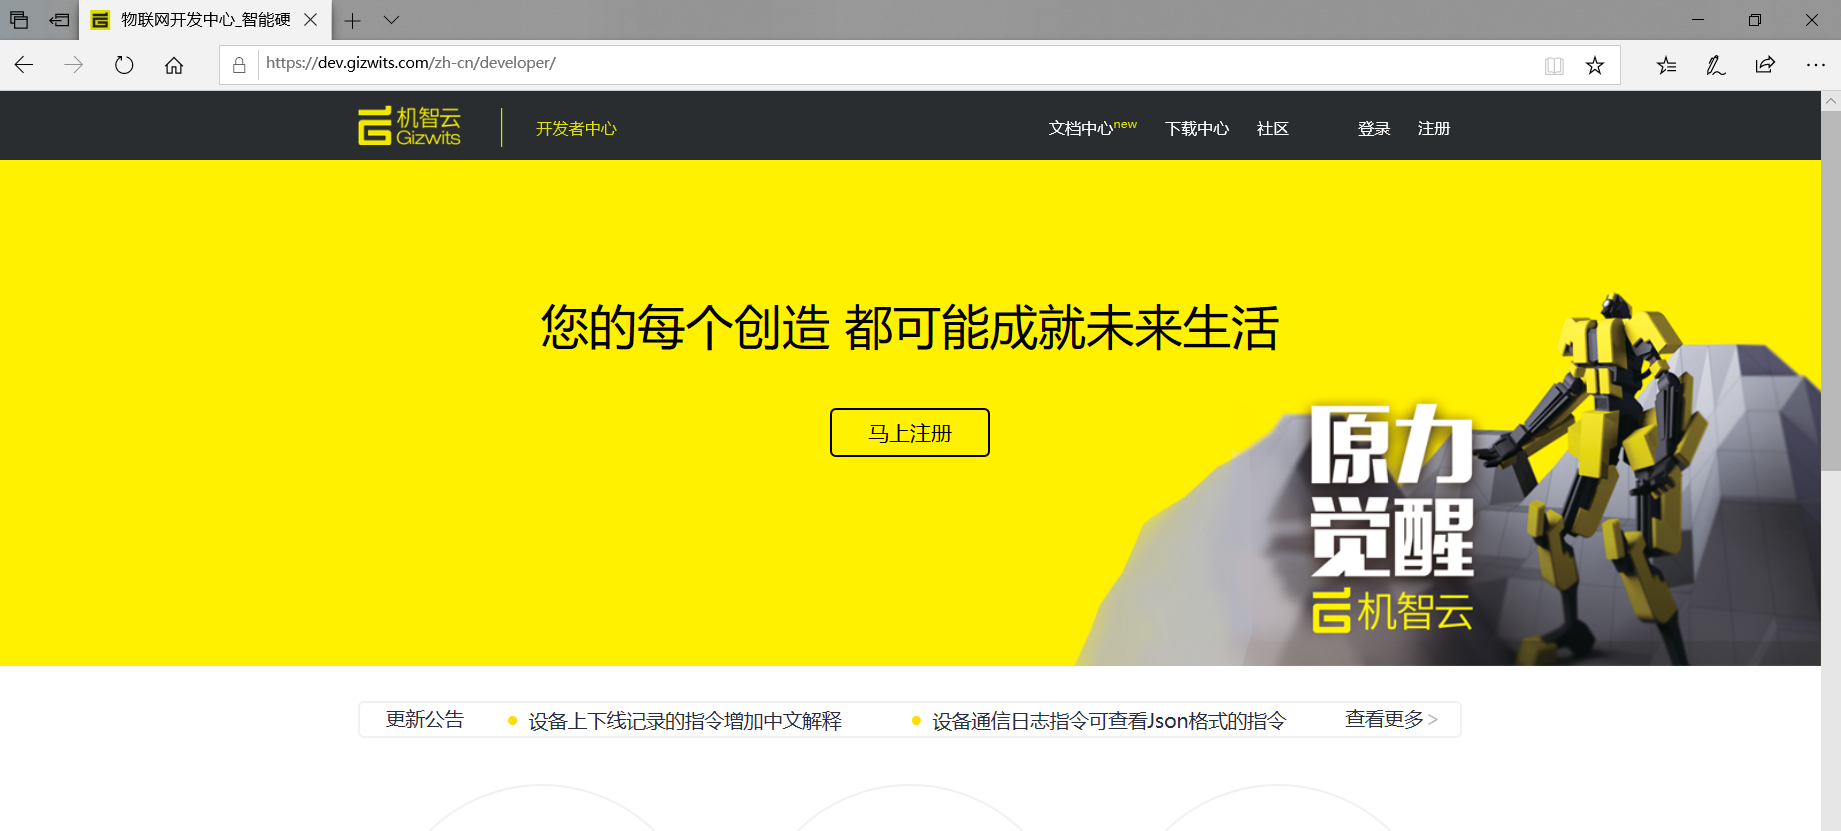 物联网开发中心_智能硬
https://dev.gizwits.com/zh-cn/developer/
机智云
Gizwits
开发者中心
文档中心new
下载中心
社区
登录
注册
您的每个创造 都可能成就未来生活
马上注册
原力
觉醒
机智云
更新公告
设备上下线记录的指令增加中文解释
设备通信日志指令可查看Json格式的指令
查看更多 >